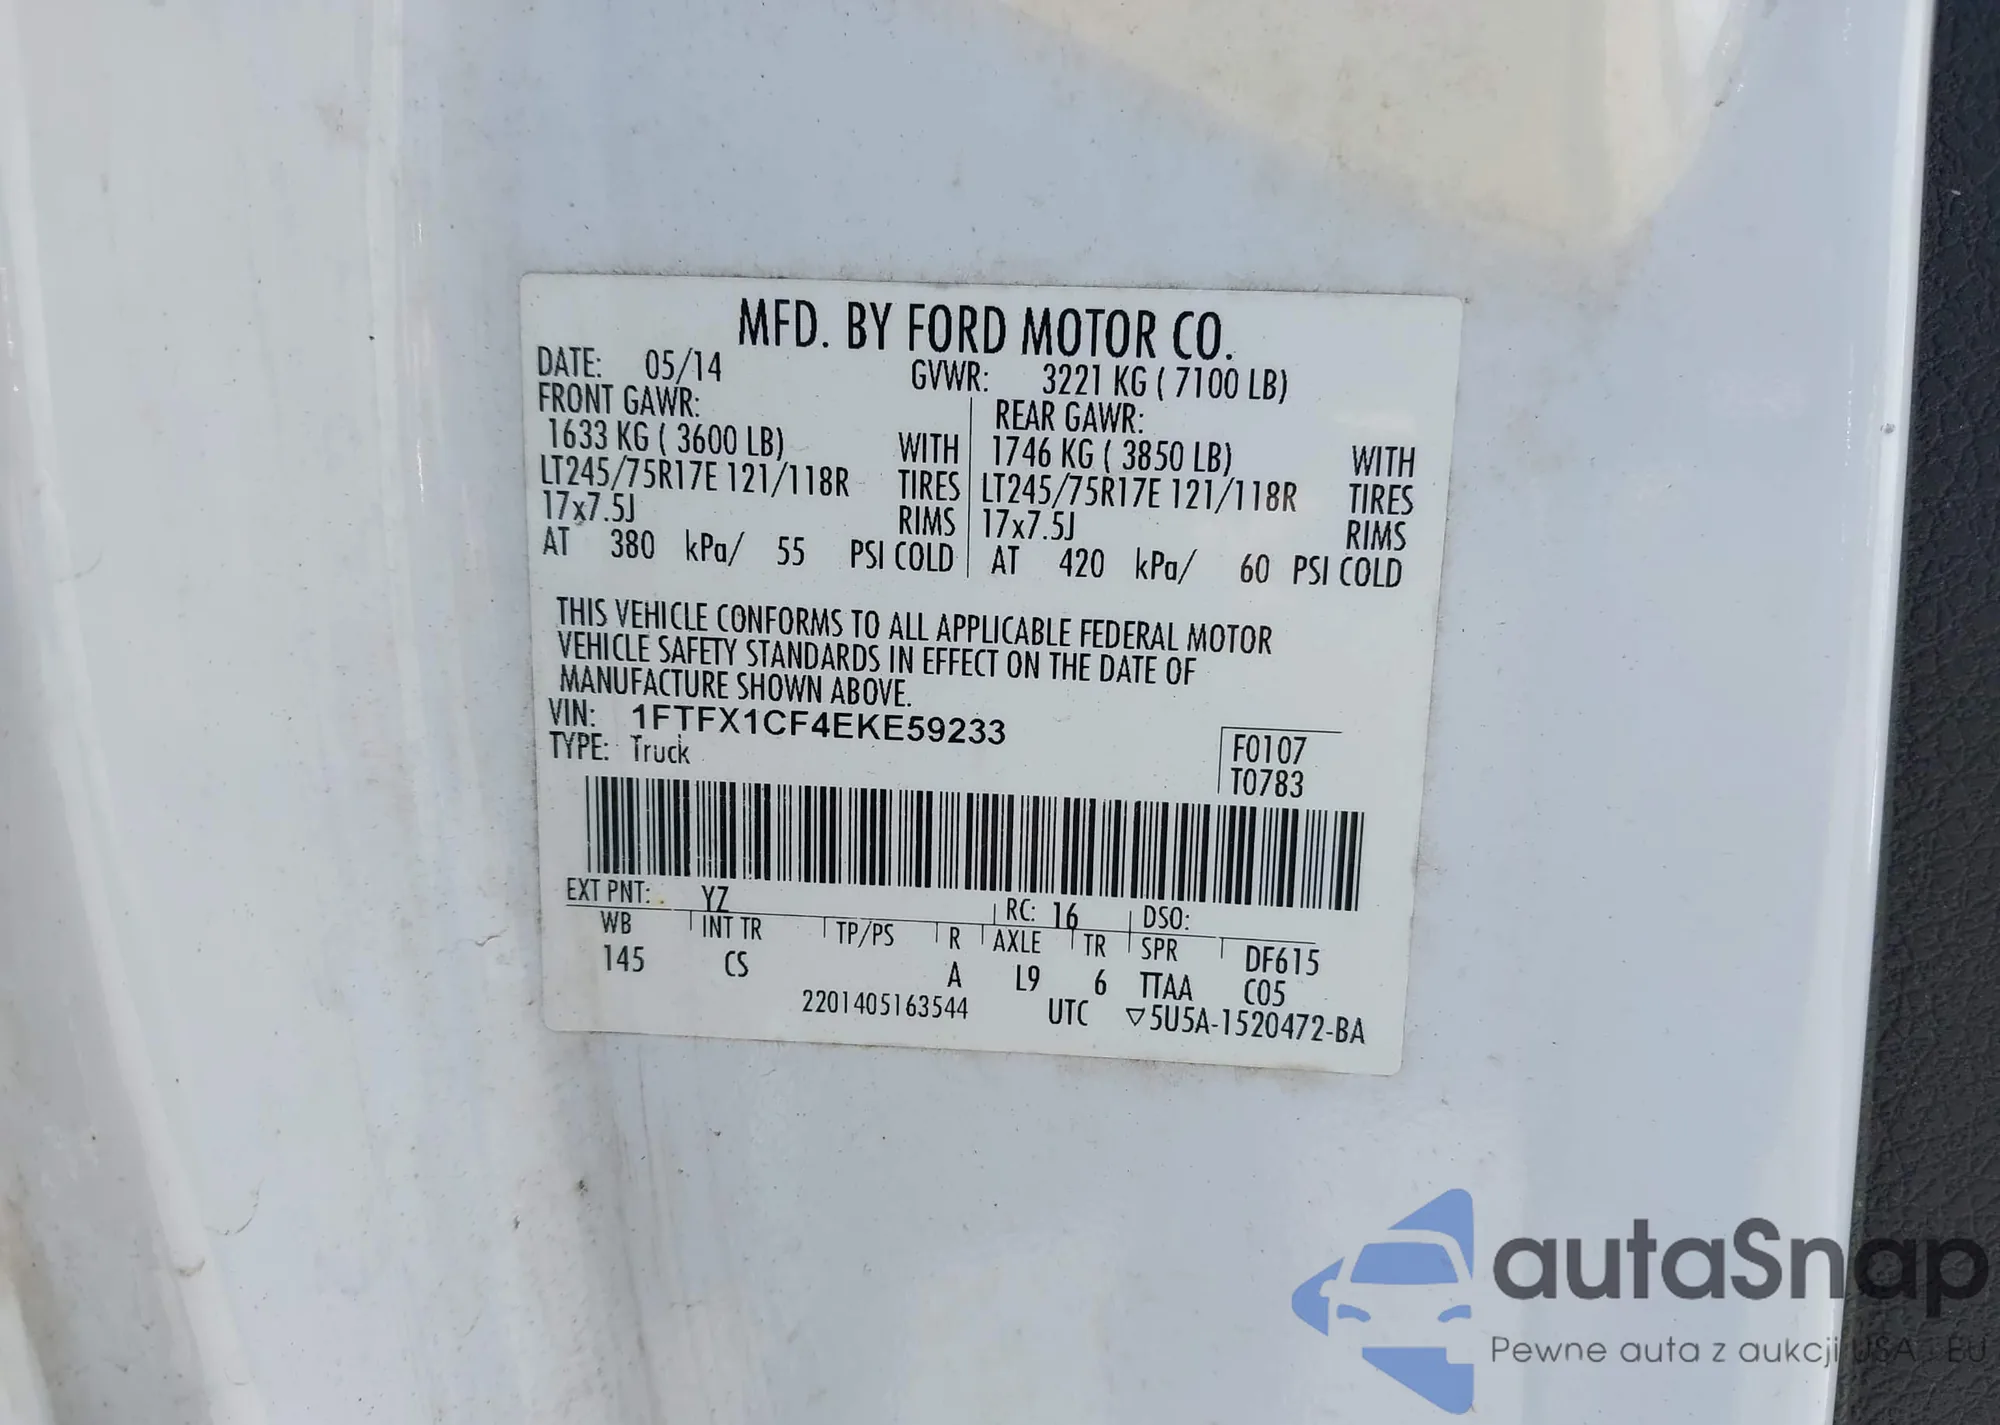 MFD. BY FORD MOTOR CO.
DATE: 05/14 GVWR: 3221 KG ( 7100 LB)
FRONT GAWR: REAR GAWR:
1633 KG ( 3600 LB) WITH 1746 KG ( 3850 LB) WITH
LT245/75R17E 121/118R TIRES LT245/75R17E 121/118R TIRES
17x7.5J RIMS 17x7.5J RIMS
AT 380 kPa/ 55 PSI COLD AT 420 kPa/ 60 PSI COLD
THIS VEHICLE CONFORMS TO ALL APPLICABLE FEDERAL MOTOR
VEHICLE SAFETY STANDARDS IN EFFECT ON THE DATE OF
MANUFACTURE SHOWN ABOVE.
VIN: 1FTFX1CF4EKE59233
TYPE: Truck
F0107
T0783
EXT PNT: YZ RC: 16 DSO:
WB INT TR TP/PS R AXLE TR SPR DF615
145 CS A L9 6 TTAA C05
2201405163544 UTC ▽5U5A-1520472-BA
autaSnap
Pewne auta z aukcji USA - EU